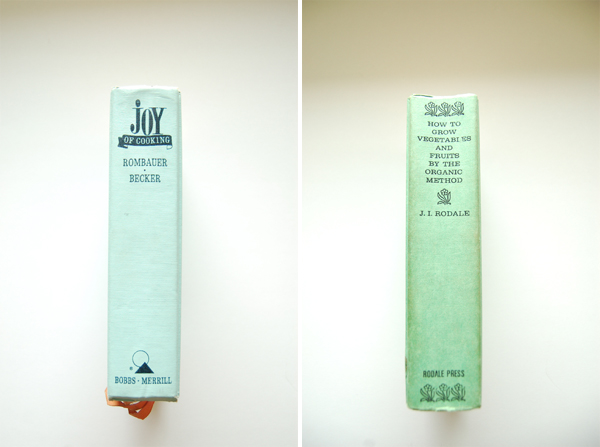 JOY
OF COOKING
ROMBAUER
·
BECKER
BOBBS · MERRILL
HOW TO
GROW
VEGETABLES
AND
FRUITS
BY THE
ORGANIC
METHOD
J. I. RODALE
RODALE PRESS